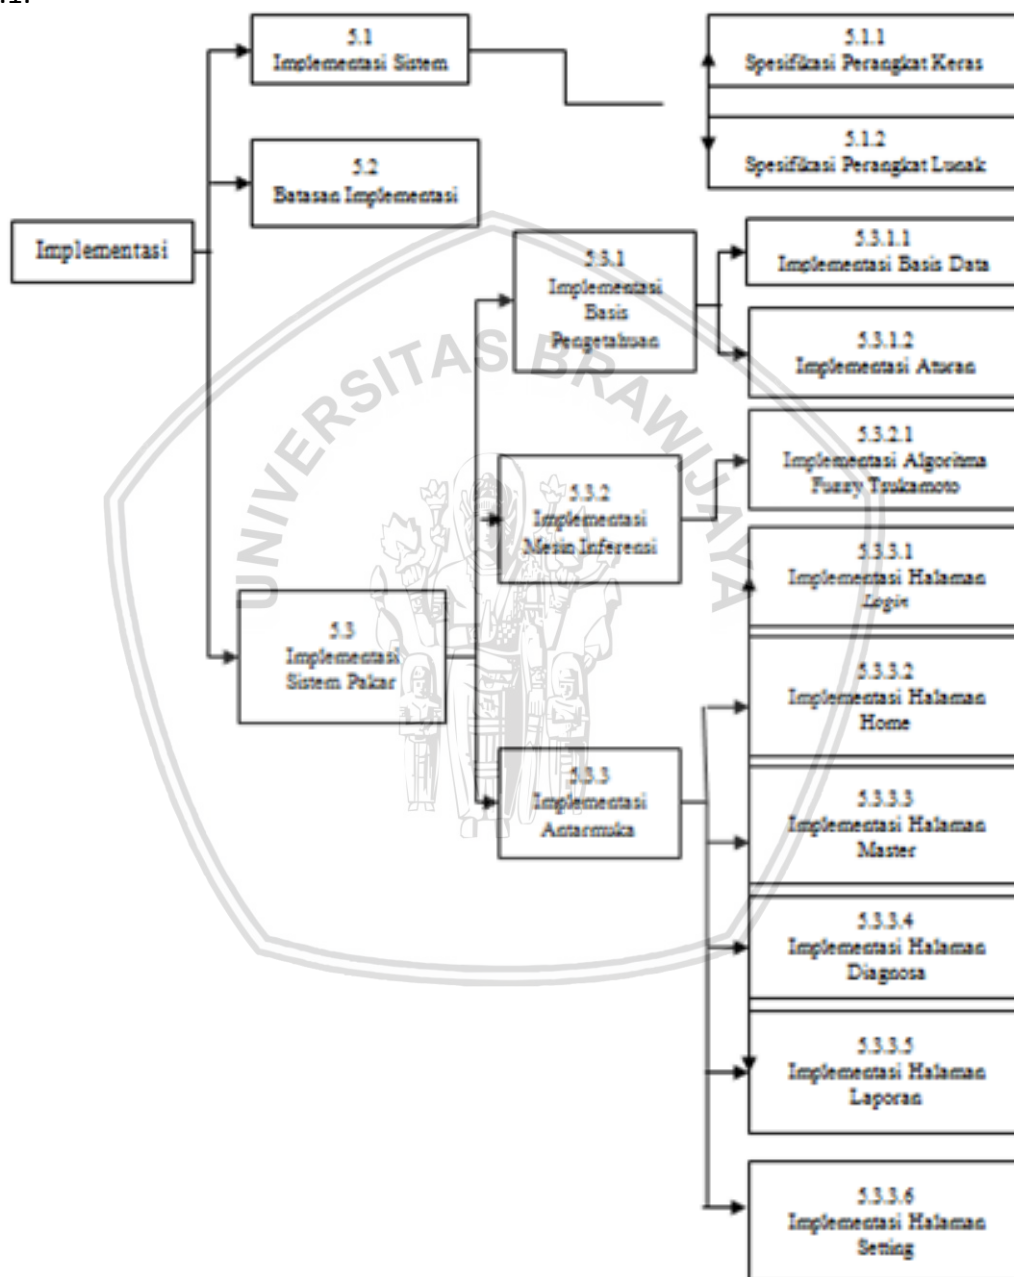 5.1
Implementasi Sistem
5.1.1
Spesifikasi Perangkat Keras
5.1.2
Spesifikasi Perangkat Lunak
5.2
Batasan Implementasi
Implementasi
5.3.1
Implementasi
Basis
Pengetahuan
5.3.1.1
Implementasi Basis Data
5.3.1.2
Implementasi Aturan
5.3.2
Implementasi
Mesin Inferensi
5.3.2.1
Implementasi Algoritma
Fuzzy Tsukamoto
5.3
Implementasi
Sistem Pakar
5.3.3
Implementasi
Antarmuka
5.3.3.1
Implementasi Halaman
Login
5.3.3.2
Implementasi Halaman
Home
5.3.3.3
Implementasi Halaman
Master
5.3.3.4
Implementasi Halaman
Diagnosa
5.3.3.5
Implementasi Halaman
Laporan
5.3.3.6
Implementasi Halaman
Setting
UNIVERSITAS BRAWIJAYA